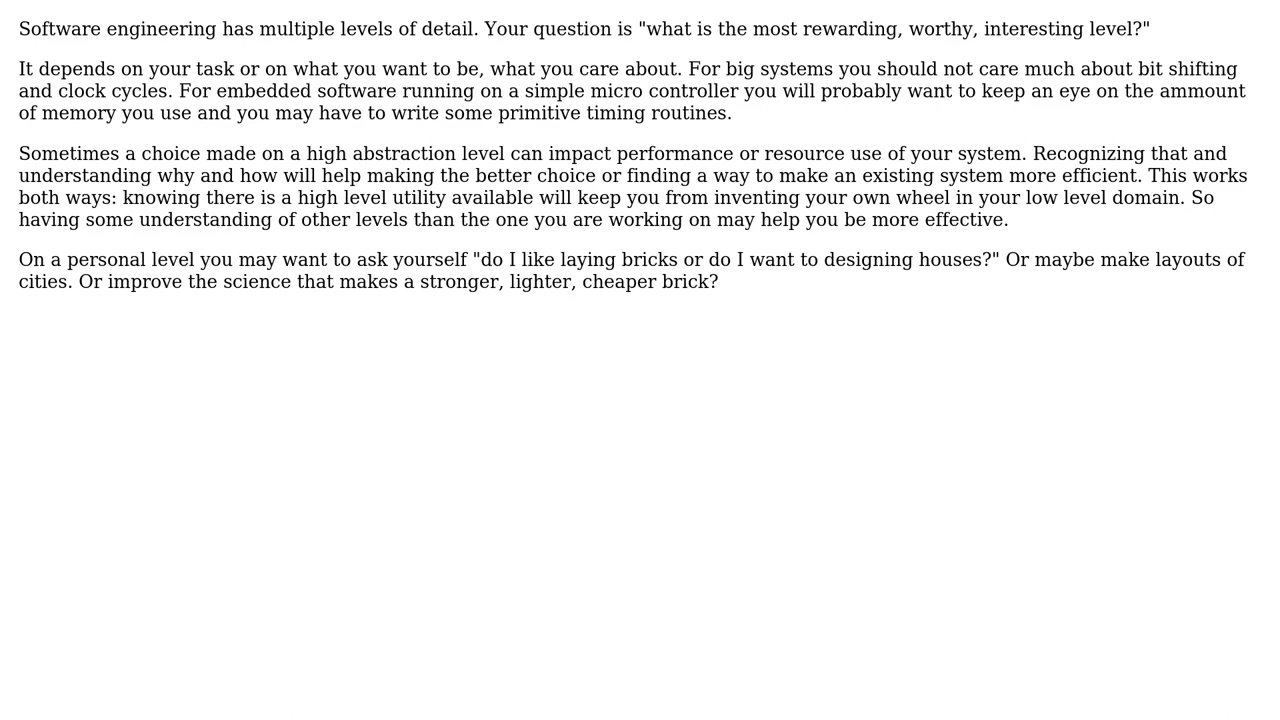 Software engineering has multiple levels of detail. Your question is "what is the most rewarding, worthy, interesting level?"
It depends on your task or on what you want to be, what you care about. For big systems you should not care much about bit shifting
and clock cycles. For embedded software running on a simple micro controller you will probably want to keep an eye on the ammount
of memory you use and you may have to write some primitive timing routines.
Sometimes a choice made on a high abstraction level can impact performance or resource use of your system. Recognizing that and
understanding why and how will help making the better choice or finding a way to make an existing system more efficient. This works
both ways: knowing there is a high level utility available will keep you from inventing your own wheel in your low level domain. So
having some understanding of other levels than the one you are working on may help you be more effective.
On a personal level you may want to ask yourself "do I like laying bricks or do I want to designing houses?" Or maybe make layouts of
cities. Or improve the science that makes a stronger, lighter, cheaper brick?